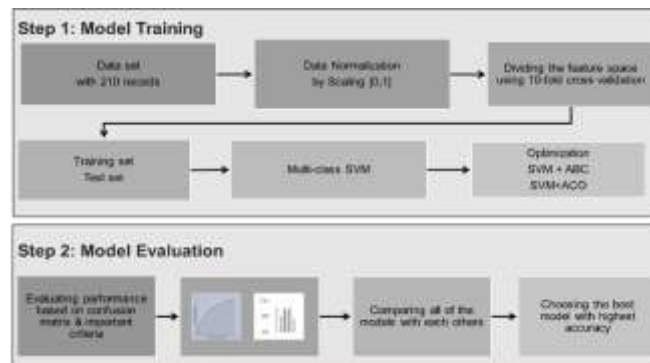 Step 1: Model Training
Data set
with 210 records
Data Normalization
by Scaling [0,1]
Dividing the feature space
using 10-fold cross validation
Training set
Test set
Multi-class SVM
Optimization
SVM + ABC
SVM+ACO
Step 2: Model Evaluation
Evaluating performance
based on confusion
matrix & important
criteria
Comparing all of the
models with each others
Choosing the best
model with highest
accuracy